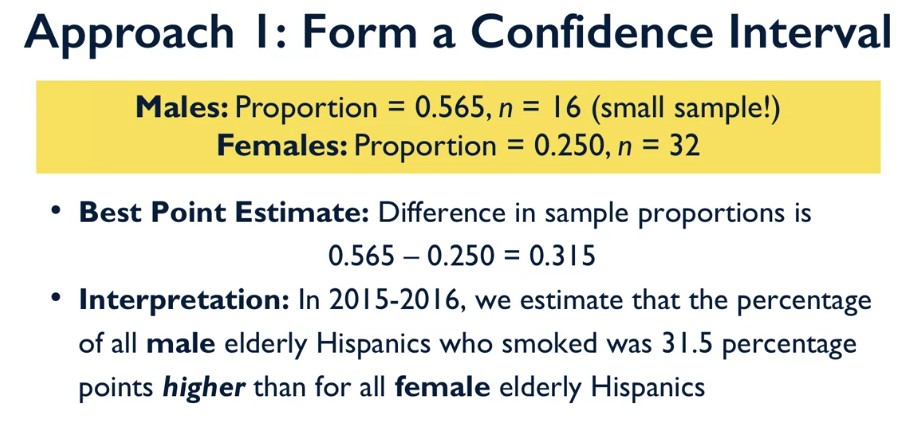 Approach 1: Form a Confidence Interval
Males: Proportion = 0.565, n = 16 (small sample!)
Females: Proportion = 0.250, n = 32
• Best Point Estimate: Difference in sample proportions is
0.565 – 0.250 = 0.315
• Interpretation: In 2015-2016, we estimate that the percentage
of all male elderly Hispanics who smoked was 31.5 percentage
points higher than for all female elderly Hispanics